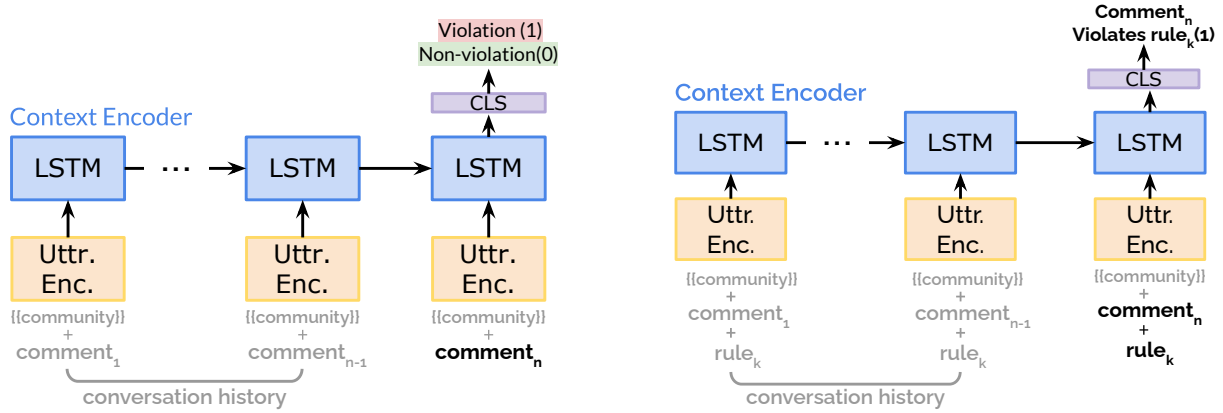 Violation (1)
Non-violation(0)
CLS
Context Encoder
LSTM
...
LSTM
LSTM
Uttr.
Enc.
Uttr.
Enc.
Uttr.
Enc.
{{community}}
+
comment₁
{{community}}
+
commentₙ₋₁
{{community}}
+
commentₙ
conversation history
Commentₙ
Violates ruleₖ(1)
CLS
Context Encoder
LSTM
...
LSTM
LSTM
Uttr.
Enc.
Uttr.
Enc.
Uttr.
Enc.
{{community}}
+
comment₁
+
ruleₖ
{{community}}
+
commentₙ₋₁
+
ruleₖ
{{community}}
+
commentₙ
+
ruleₖ
conversation history